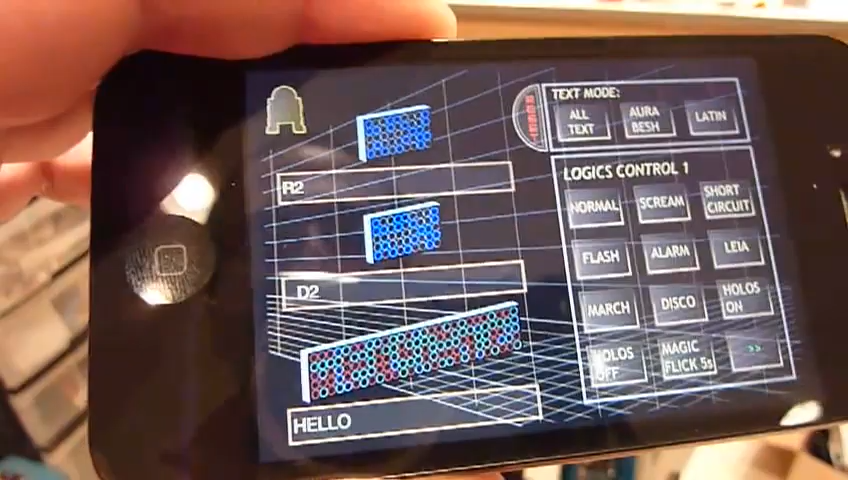 R2
D2
HELLO
TEXT MODE:
ALL
TEXT
AURA
BESH
LATIN
LOGICS CONTROL 1
NORMAL
SCREAM
SHORT
CIRCUIT
FLASH
ALARM
LEIA
MARCH
DISCO
HOLOS
ON
HOLOS
OFF
MAGIC
FLICK 5s
>>